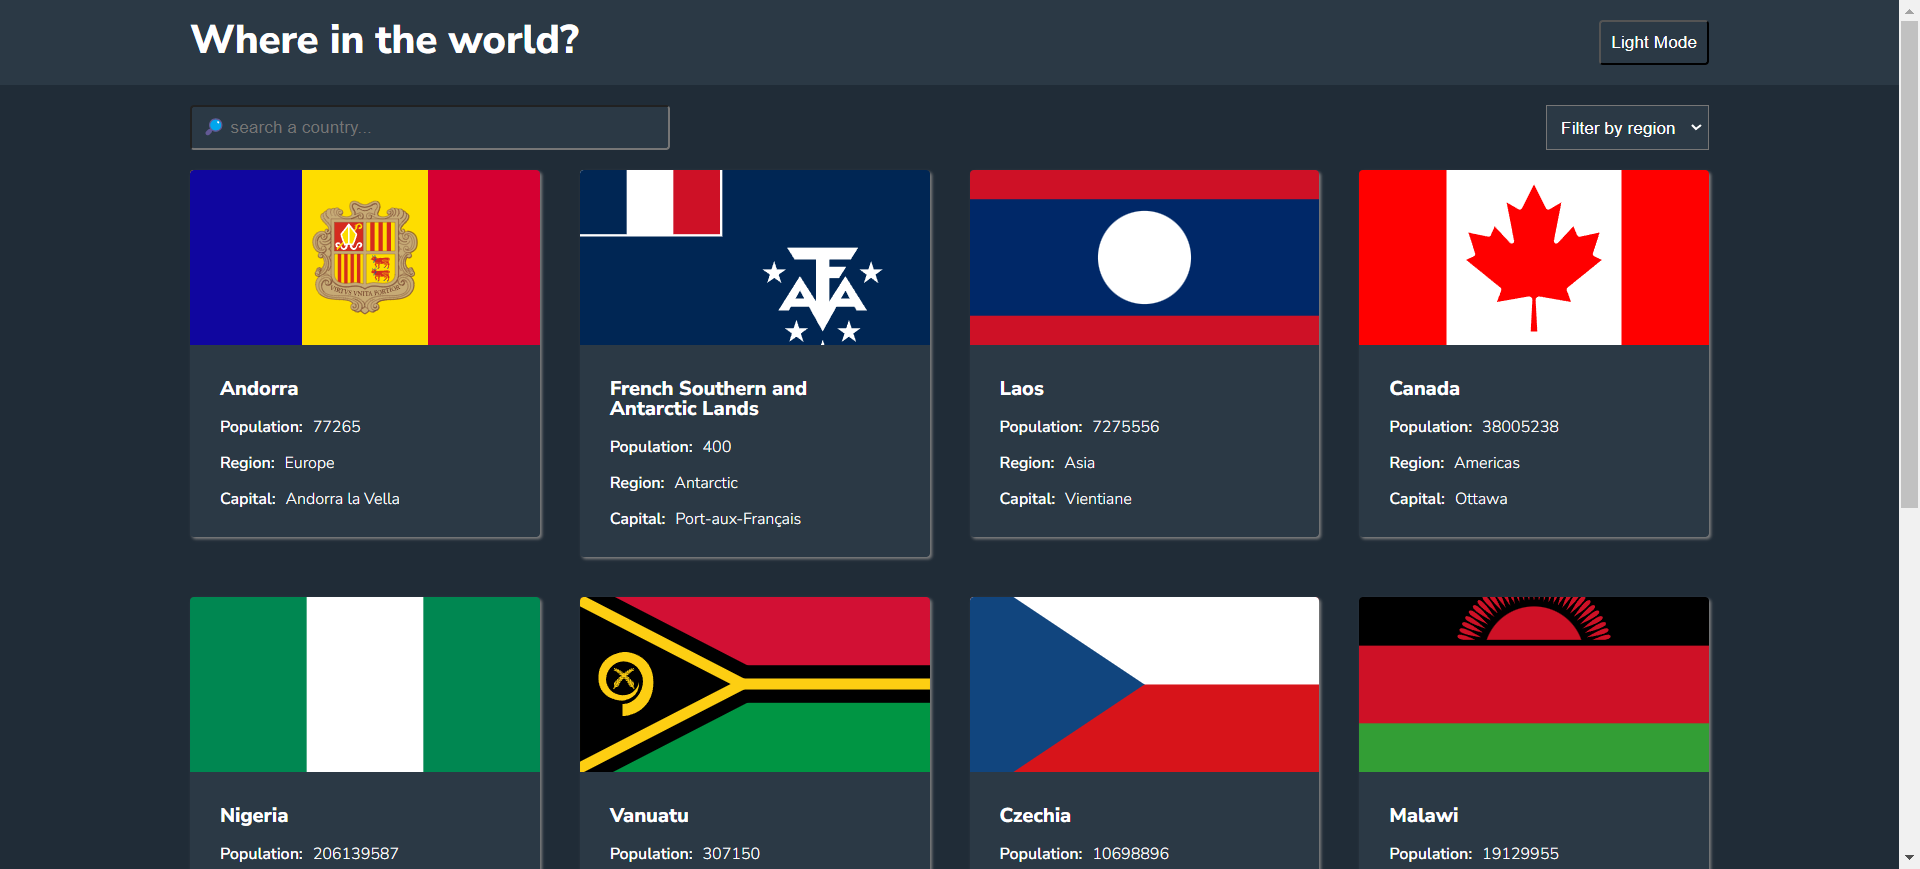 Where in the world?
Light Mode
search a country...
Filter by region
VIRTVS VNITA FORTIOR
TFAA
Andorra
Population: 77265
Region: Europe
Capital: Andorra la Vella
French Southern and
Antarctic Lands
Population: 400
Region: Antarctic
Capital: Port-aux-Français
Laos
Population: 7275556
Region: Asia
Capital: Vientiane
Canada
Population: 38005238
Region: Americas
Capital: Ottawa
Nigeria
Population: 206139587
Vanuatu
Population: 307150
Czechia
Population: 10698896
Malawi
Population: 19129955